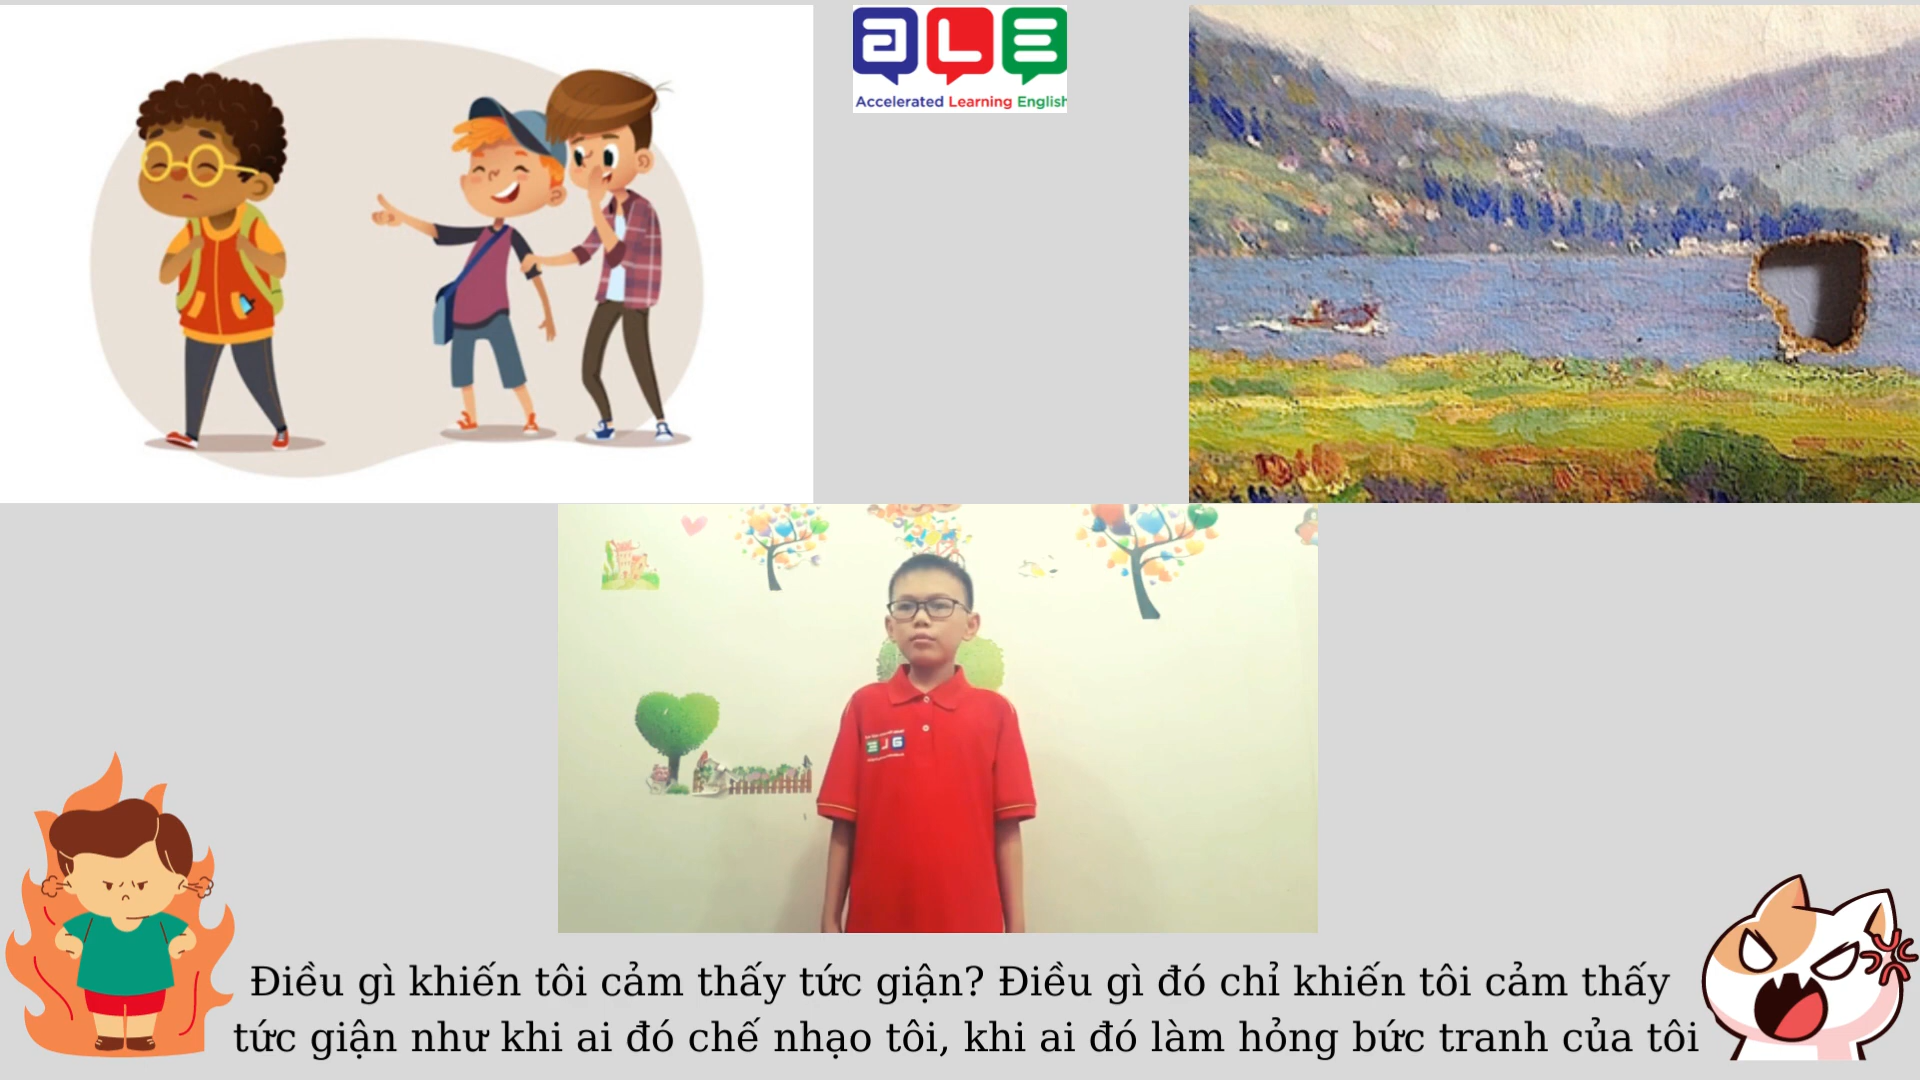 aLE
Accelerated Learning English
Điều gì khiến tôi cảm thấy tức giận? Điều gì đó chỉ khiến tôi cảm thấy
tức giận như khi ai đó chế nhạo tôi, khi ai đó làm hỏng bức tranh của tôi